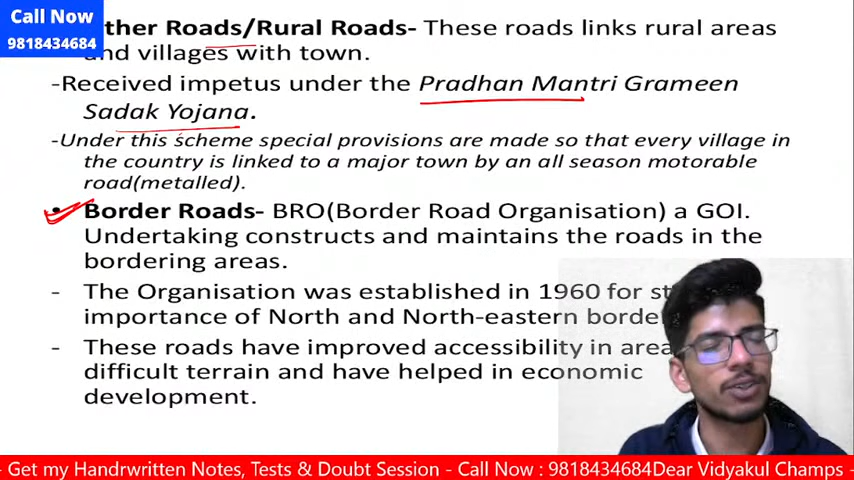 Call Now
9818434684
ther Roads/Rural Roads- These roads links rural areas
and villages with town.
-Received impetus under the Pradhan Mantri Grameen
Sadak Yojana.
-Under this scheme special provisions are made so that every village in
the country is linked to a major town by an all season motorable
road(metalled).
• Border Roads- BRO(Border Road Organisation) a GOI.
Undertaking constructs and maintains the roads in the
bordering areas.
- The Organisation was established in 1960 for st
importance of North and North-eastern borde
- These roads have improved accessibility in area
difficult terrain and have helped in economic
development.
- Get my Handrwritten Notes, Tests & Doubt Session - Call Now : 9818434684Dear Vidyakul Champs -